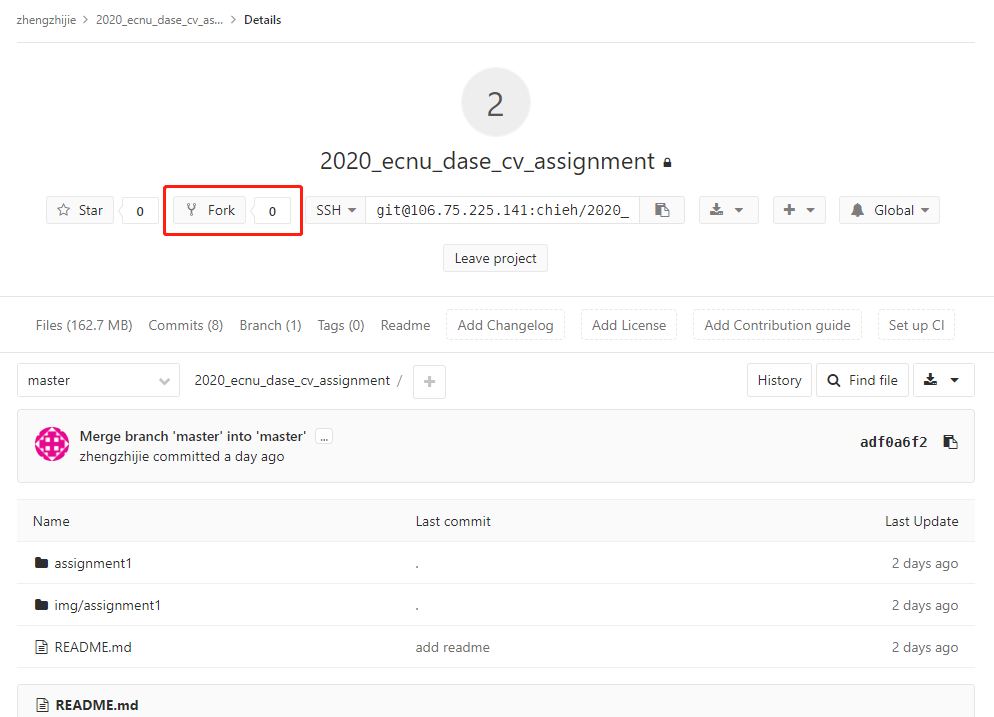 zhengzhijie > 2020_ecnu_dase_cv_as... > Details
2
2020_ecnu_dase_cv_assignment
Star 0 Fork 0 SSH git@106.75.225.141:chieh/2020_ Global
Leave project
Files (162.7 MB) Commits (8) Branch (1) Tags (0) Readme Add Changelog Add License Add Contribution guide Set up CI
master 2020_ecnu_dase_cv_assignment / + History Find file
Merge branch 'master' into 'master' ...
zhengzhijie committed a day ago
adf0a6f2
Name Last commit Last Update
assignment1 . 2 days ago
img/assignment1 . 2 days ago
README.md add readme 2 days ago
README.md